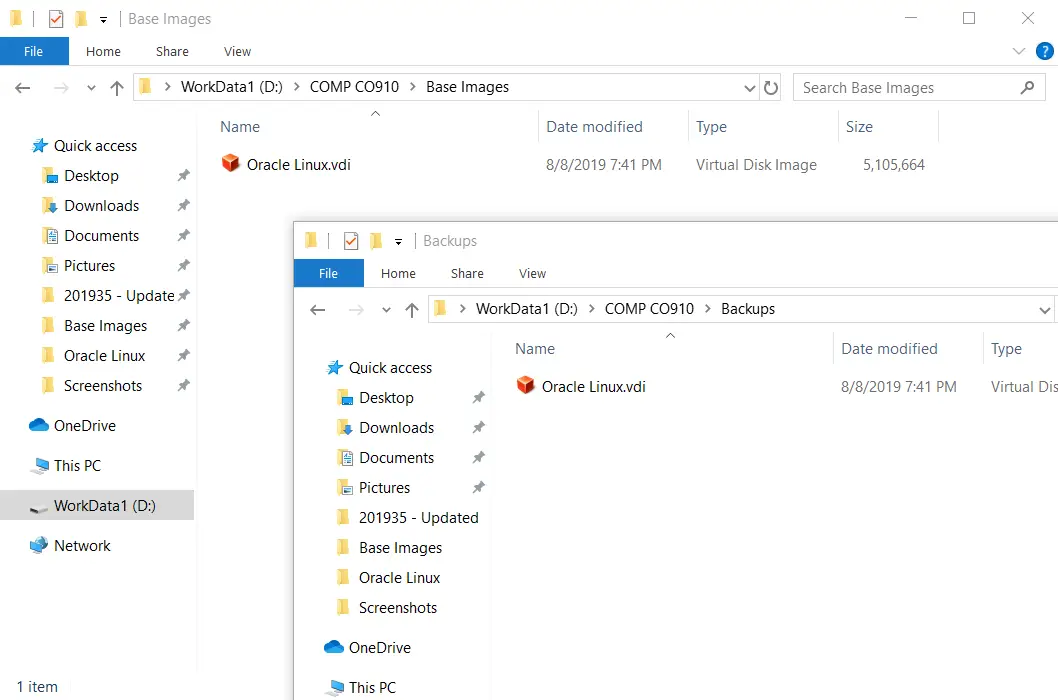 Base Images
File Home Share View
WorkData1 (D:) COMP CO910 Base Images Search Base Images
Name Date modified Type Size
Oracle Linux.vdi 8/8/2019 7:41 PM Virtual Disk Image 5,105,664
Quick access
Desktop
Downloads
Documents
Pictures
201935 - Update
Base Images
Oracle Linux
Screenshots
OneDrive
This PC
WorkData1 (D:)
Network
1 item
Backups
File Home Share View
WorkData1 (D:) COMP CO910 Backups
Name Date modified Type
Oracle Linux.vdi 8/8/2019 7:41 PM Virtual Dis
Quick access
Desktop
Downloads
Documents
Pictures
201935 - Updated
Base Images
Oracle Linux
Screenshots
OneDrive
This PC